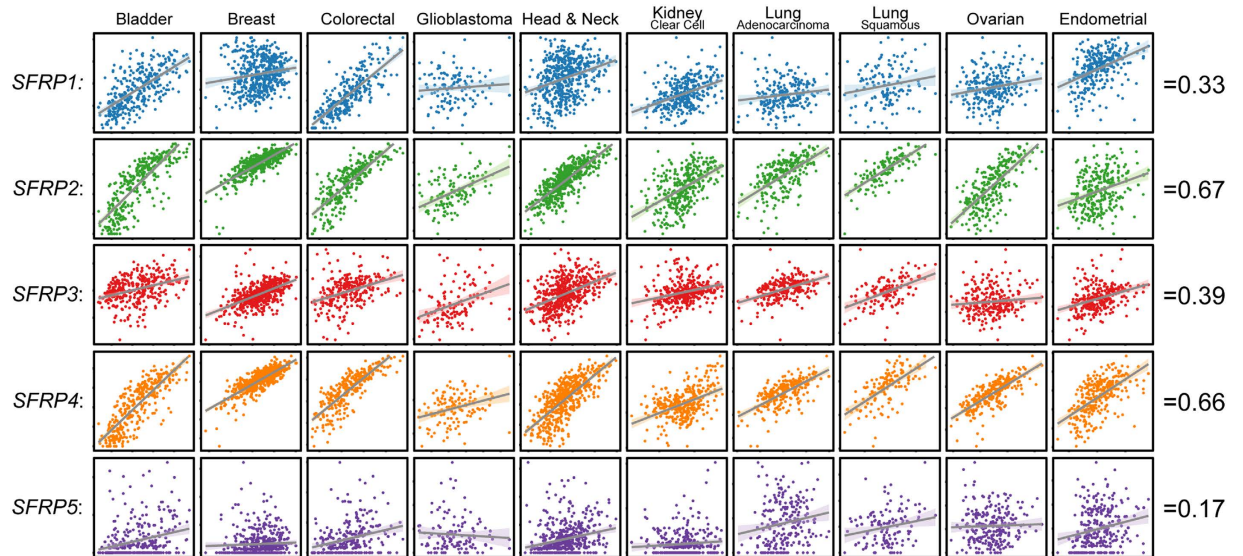 Bladder Breast Colorectal Glioblastoma Head & Neck Kidney Clear Cell Lung Adenocarcinoma Lung Squamous Ovarian Endometrial
SFRP1: =0.33
SFRP2: =0.67
SFRP3: =0.39
SFRP4: =0.66
SFRP5: =0.17